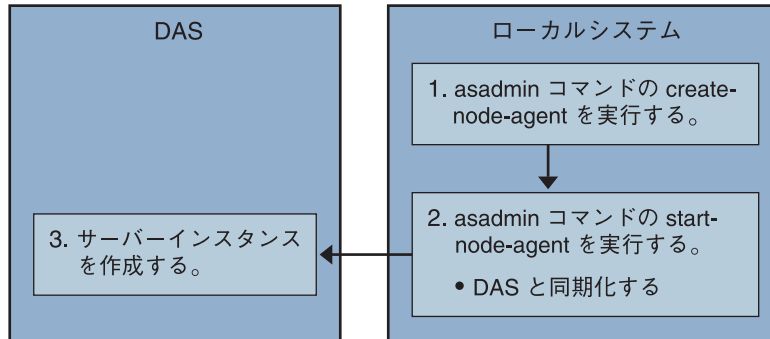 DAS
3. サーバーインスタンス
を作成する。
ローカルシステム
1. asadmin コマンドの create-
node-agent を実行する。
2. asadmin コマンドの start-
node-agent を実行する。
• DAS と同期化する